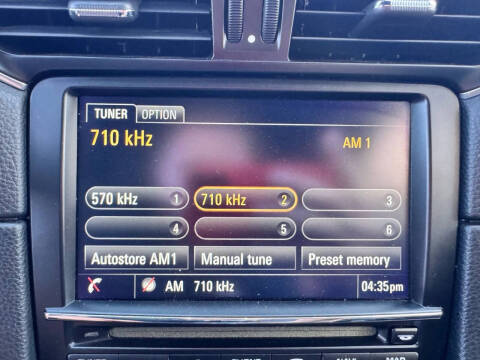 TUNER OPTION
710 kHz AM 1
570 kHz 1 710 kHz 2 3
4 5 6
Autostore AM1 Manual tune Preset memory
AM 710 kHz 04:35pm